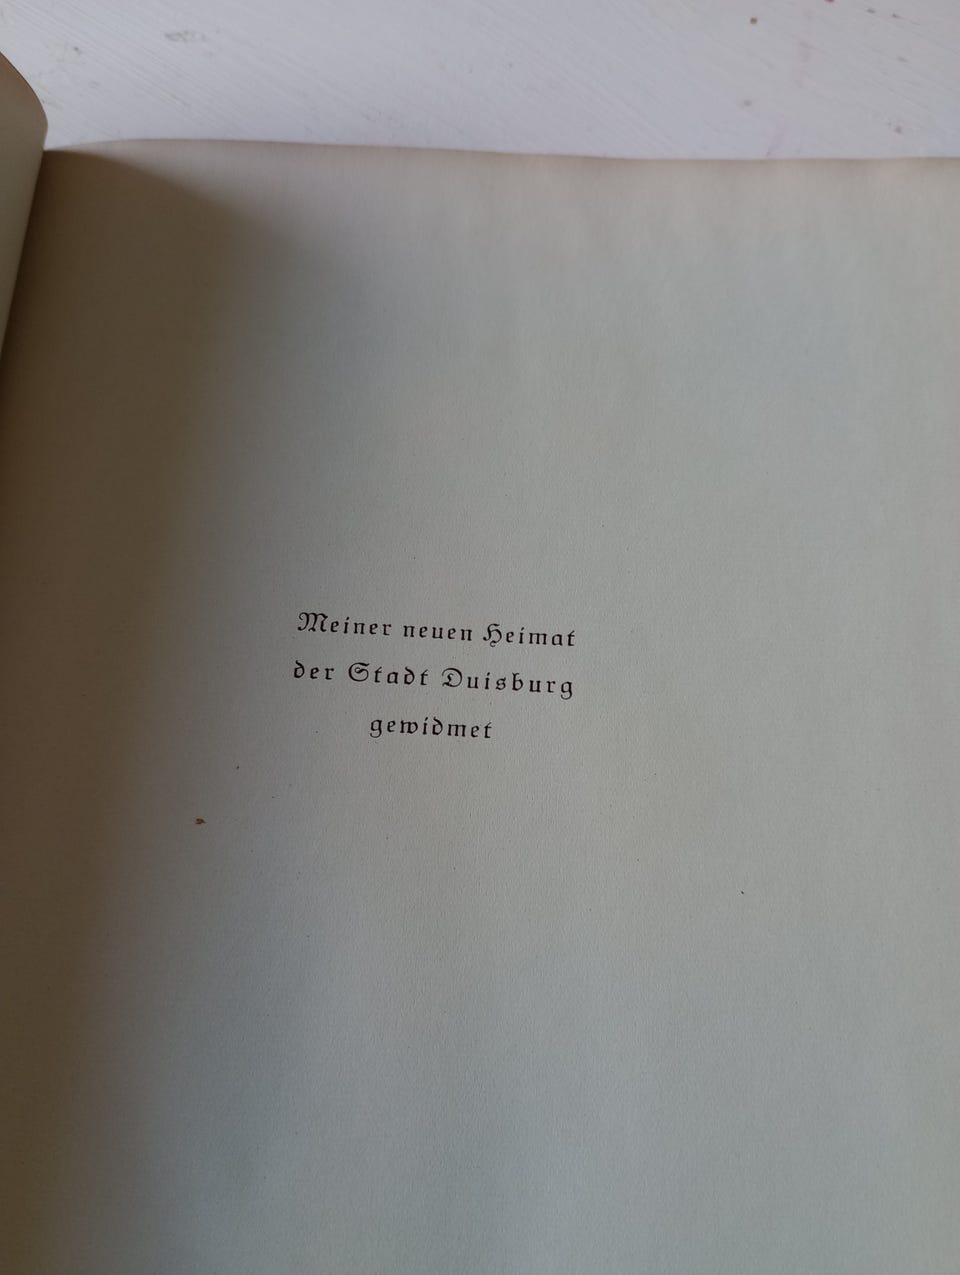 Meiner neuen Heimat
der Stadt Duisburg
gewidmet